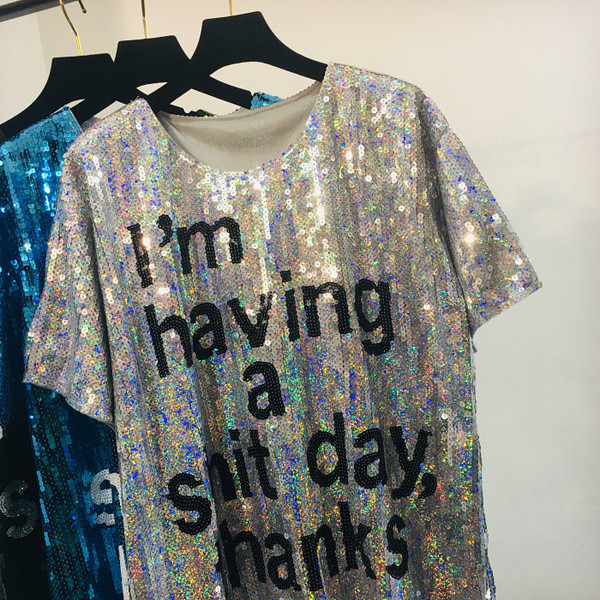 I'm
having
a
shit day,
thanks